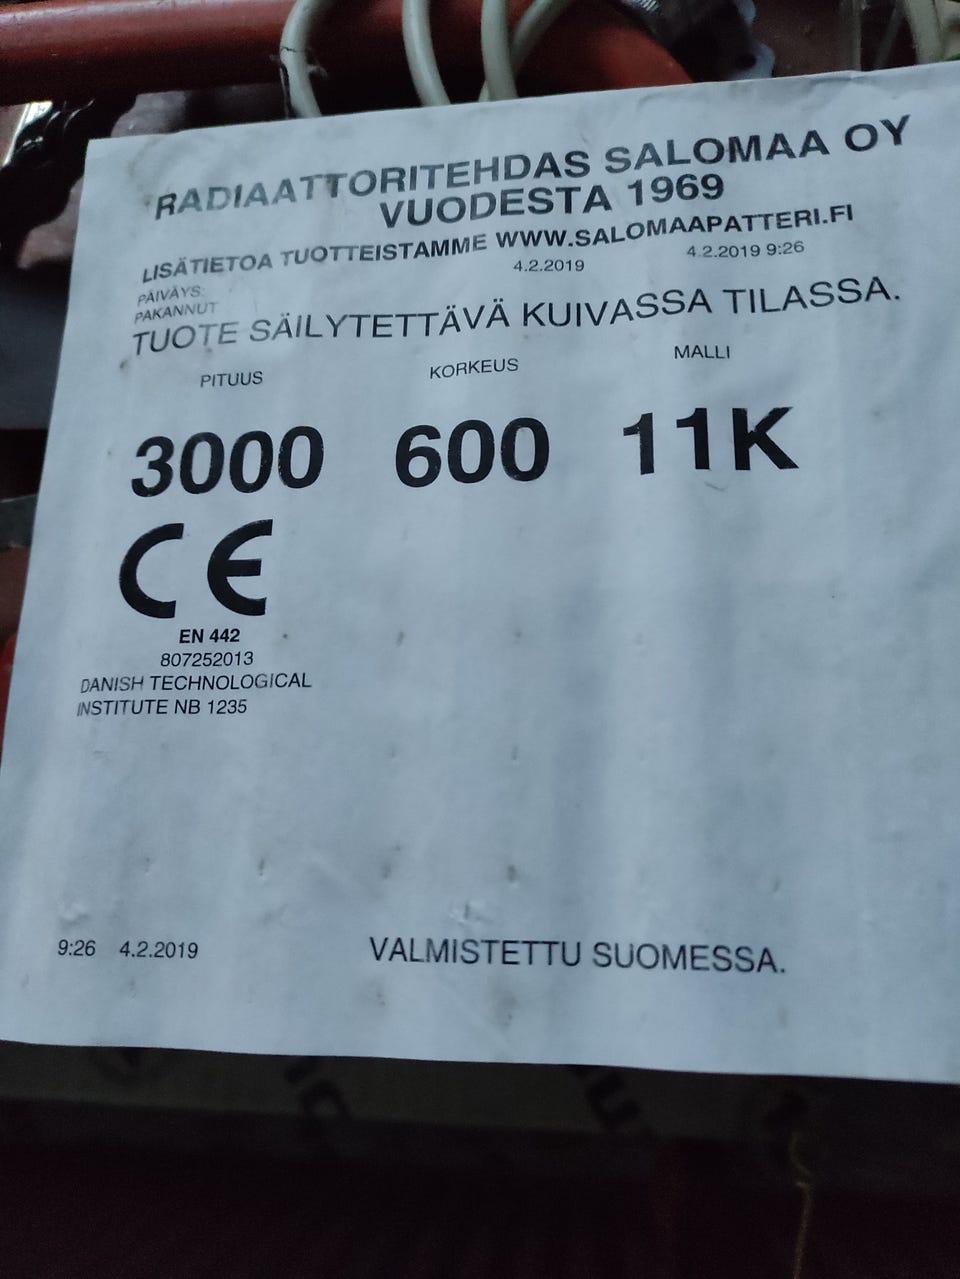 RADIAATTORITEHDAS SALOMAA OY
VUODESTA 1969
LISÄTIETOA TUOTTEISTAMME WWW.SALOMAAPATTERI.FI
PÄIVÄYS: 4.2.2019 4.2.2019 9:26
PAKANNUT
TUOTE SÄILYTETTÄVÄ KUIVASSA TILASSA.
PITUUS KORKEUS MALLI
3000 600 11K
CE
EN 442
807252013
DANISH TECHNOLOGICAL
INSTITUTE NB 1235
9:26 4.2.2019 VALMISTETTU SUOMESSA.